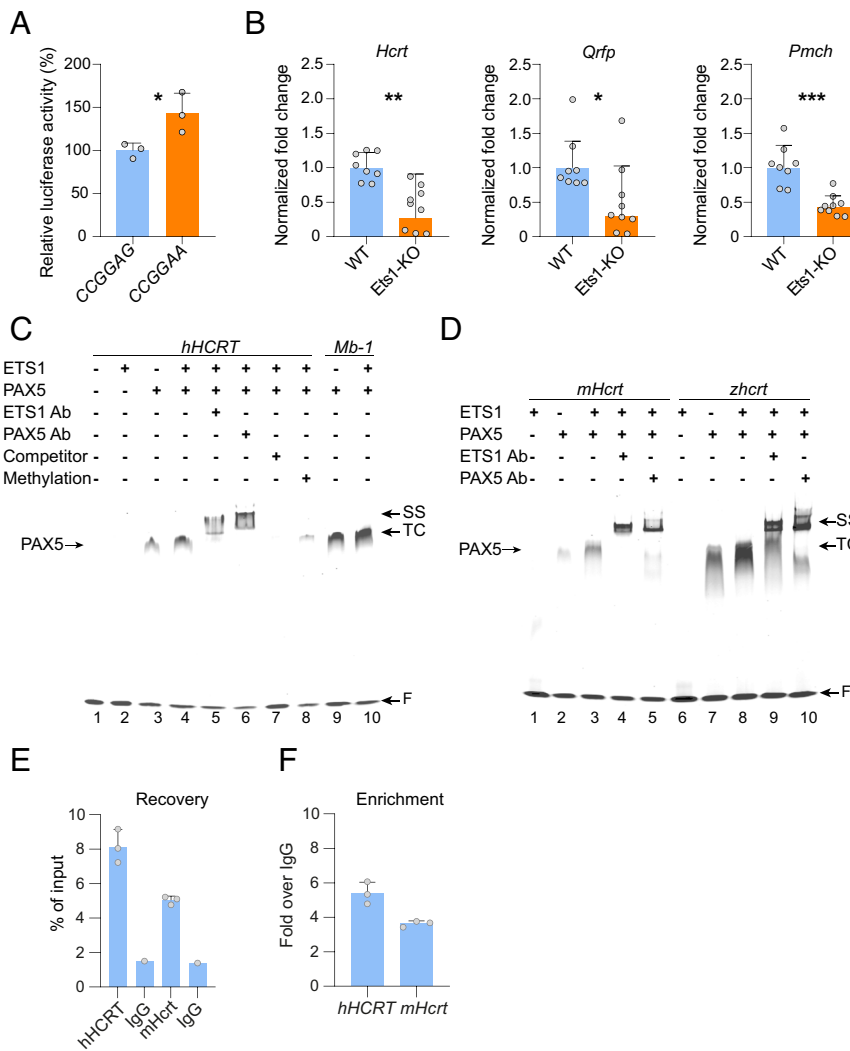 A
Relative luciferase activity (%)
200
150
100
50
0
*
CCGGAG
CCGGAA
B
Hcrt
Normalized fold change
2.5
2.0
1.5
1.0
0.5
0
**
WT
Ets1-KO
Qrfp
Normalized fold change
2.5
2.0
1.5
1.0
0.5
0
*
WT
Ets1-KO
Pmch
Normalized fold change
2.5
2.0
1.5
1.0
0.5
0
***
WT
Ets1-KO
C
hHCRT Mb-1
ETS1 - + - + + + + + - +
PAX5 - - + + + + + + + +
ETS1 Ab - +
PAX5 Ab - +
Competitor - +
Methylation - +
SS
TC
PAX5
F
1 2 3 4 5 6 7 8 9 10
D
mHcrt zhcrt
ETS1 + - + + + + - + + +
PAX5 - + + + + - + + + +
ETS1 Ab - + - +
PAX5 Ab - + - +
SS
PAX5
TC
F
1 2 3 4 5 6 7 8 9 10
E
Recovery
% of input
10
8
6
4
2
0
hHCRT
IgG
mHcrt
IgG
F
Enrichment
Fold over IgG
10
8
6
4
2
0
hHCRT mHcrt